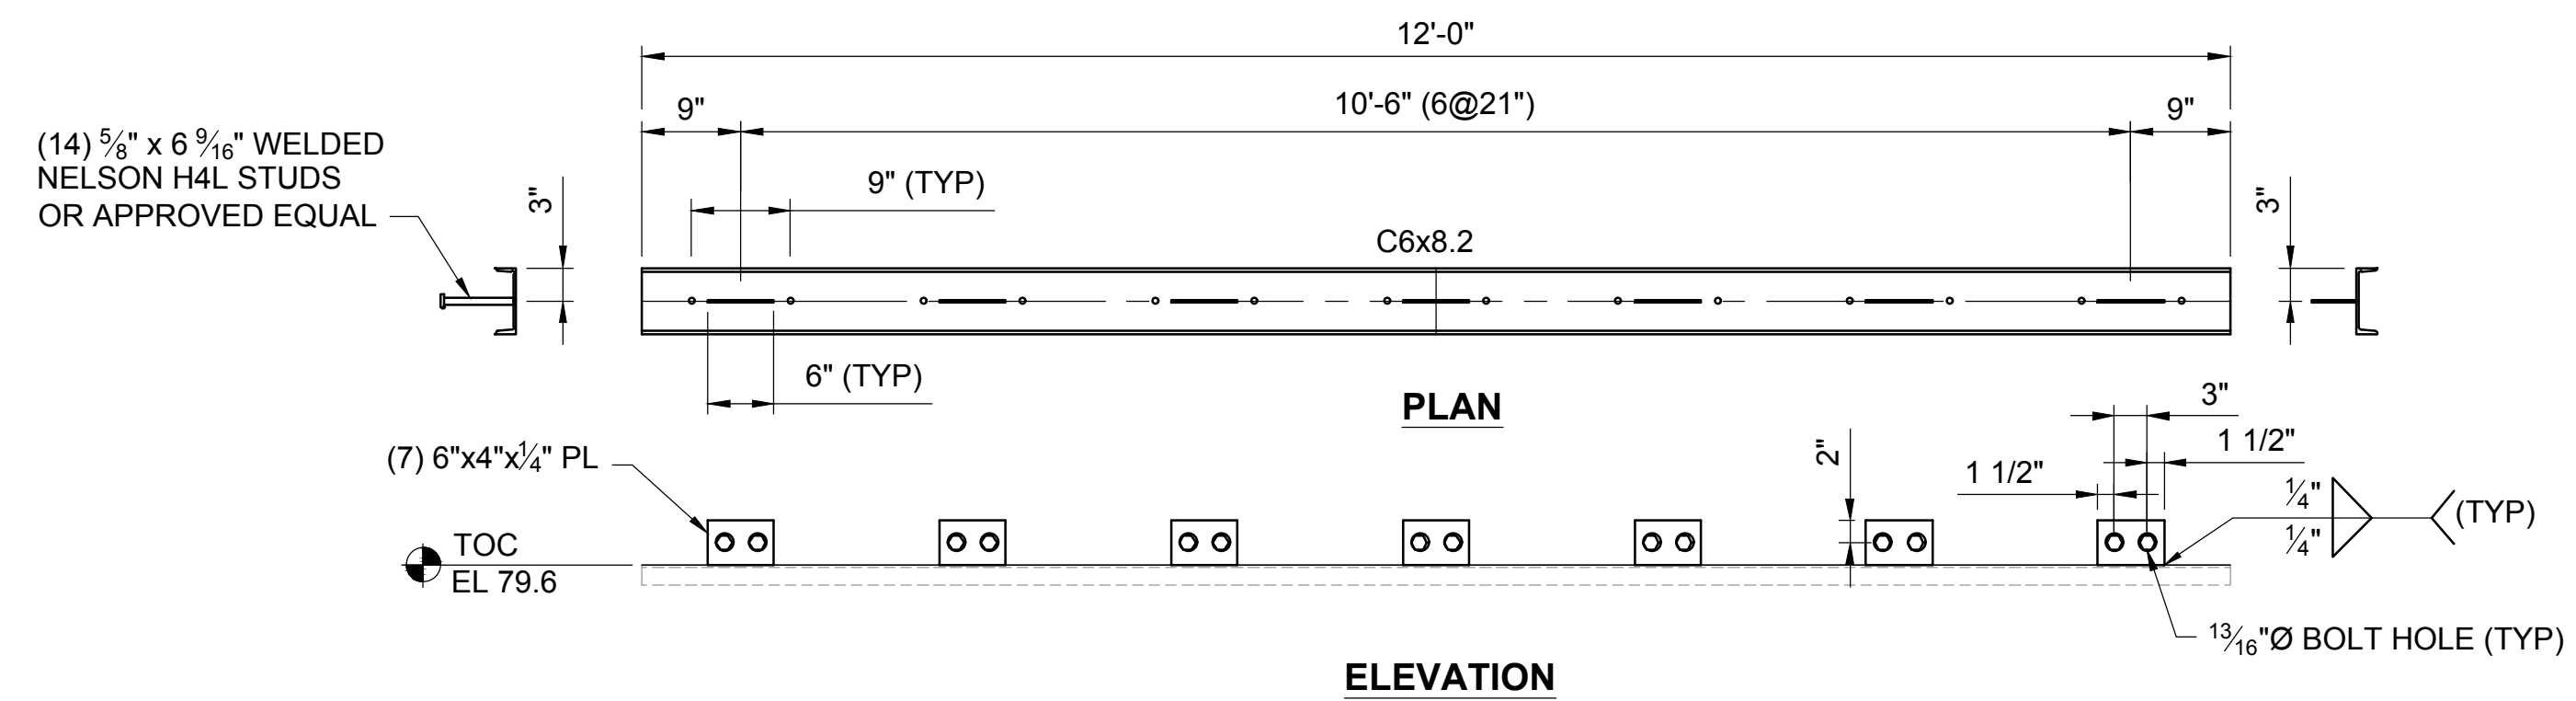 12'-0"
9"
10'-6" (6@21")
9"
(14) 5/8" x 6 9/16" WELDED
NELSON H4L STUDS
OR APPROVED EQUAL
3"
9" (TYP)
3"
C6x8.2
6" (TYP)
PLAN
3"
1 1/2"
(7) 6"x4"x1/4" PL
2"
1 1/2"
1/4"
1/4"
(TYP)
TOC
EL 79.6
13/16"Ø BOLT HOLE (TYP)
ELEVATION